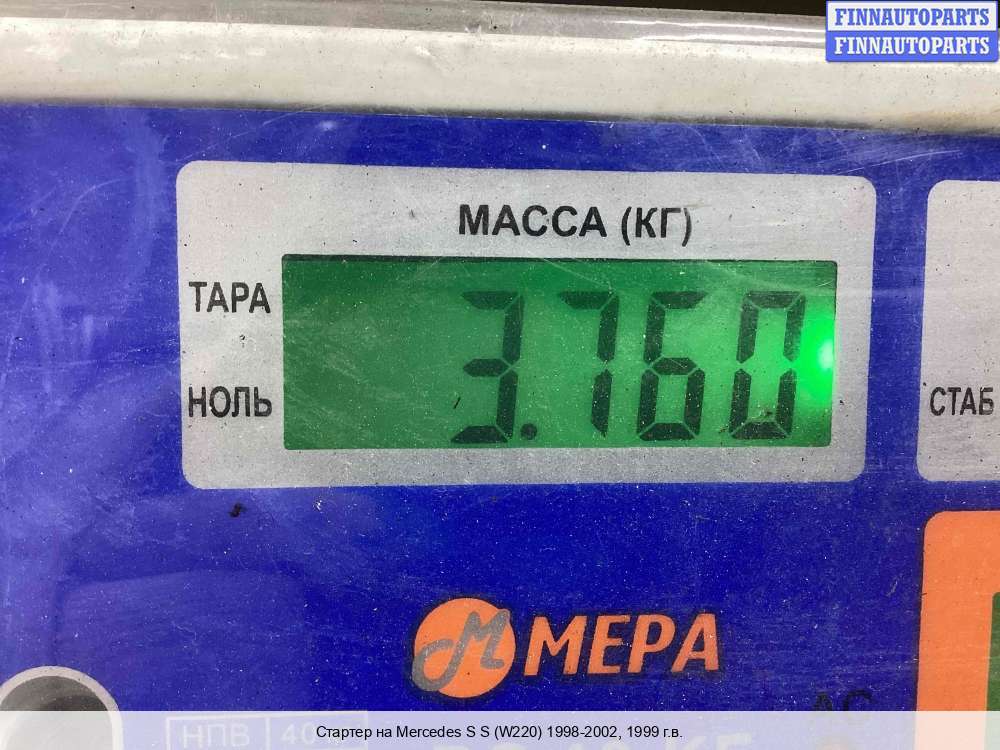 FINNAUTOPARTS
FINNAUTOPARTS
МАССА (КГ)
ТАРА
3.760
НОЛЬ
СТАБ
МЕРА
НПВ
Стартер на Mercedes S S (W220) 1998-2002, 1999 г.в.